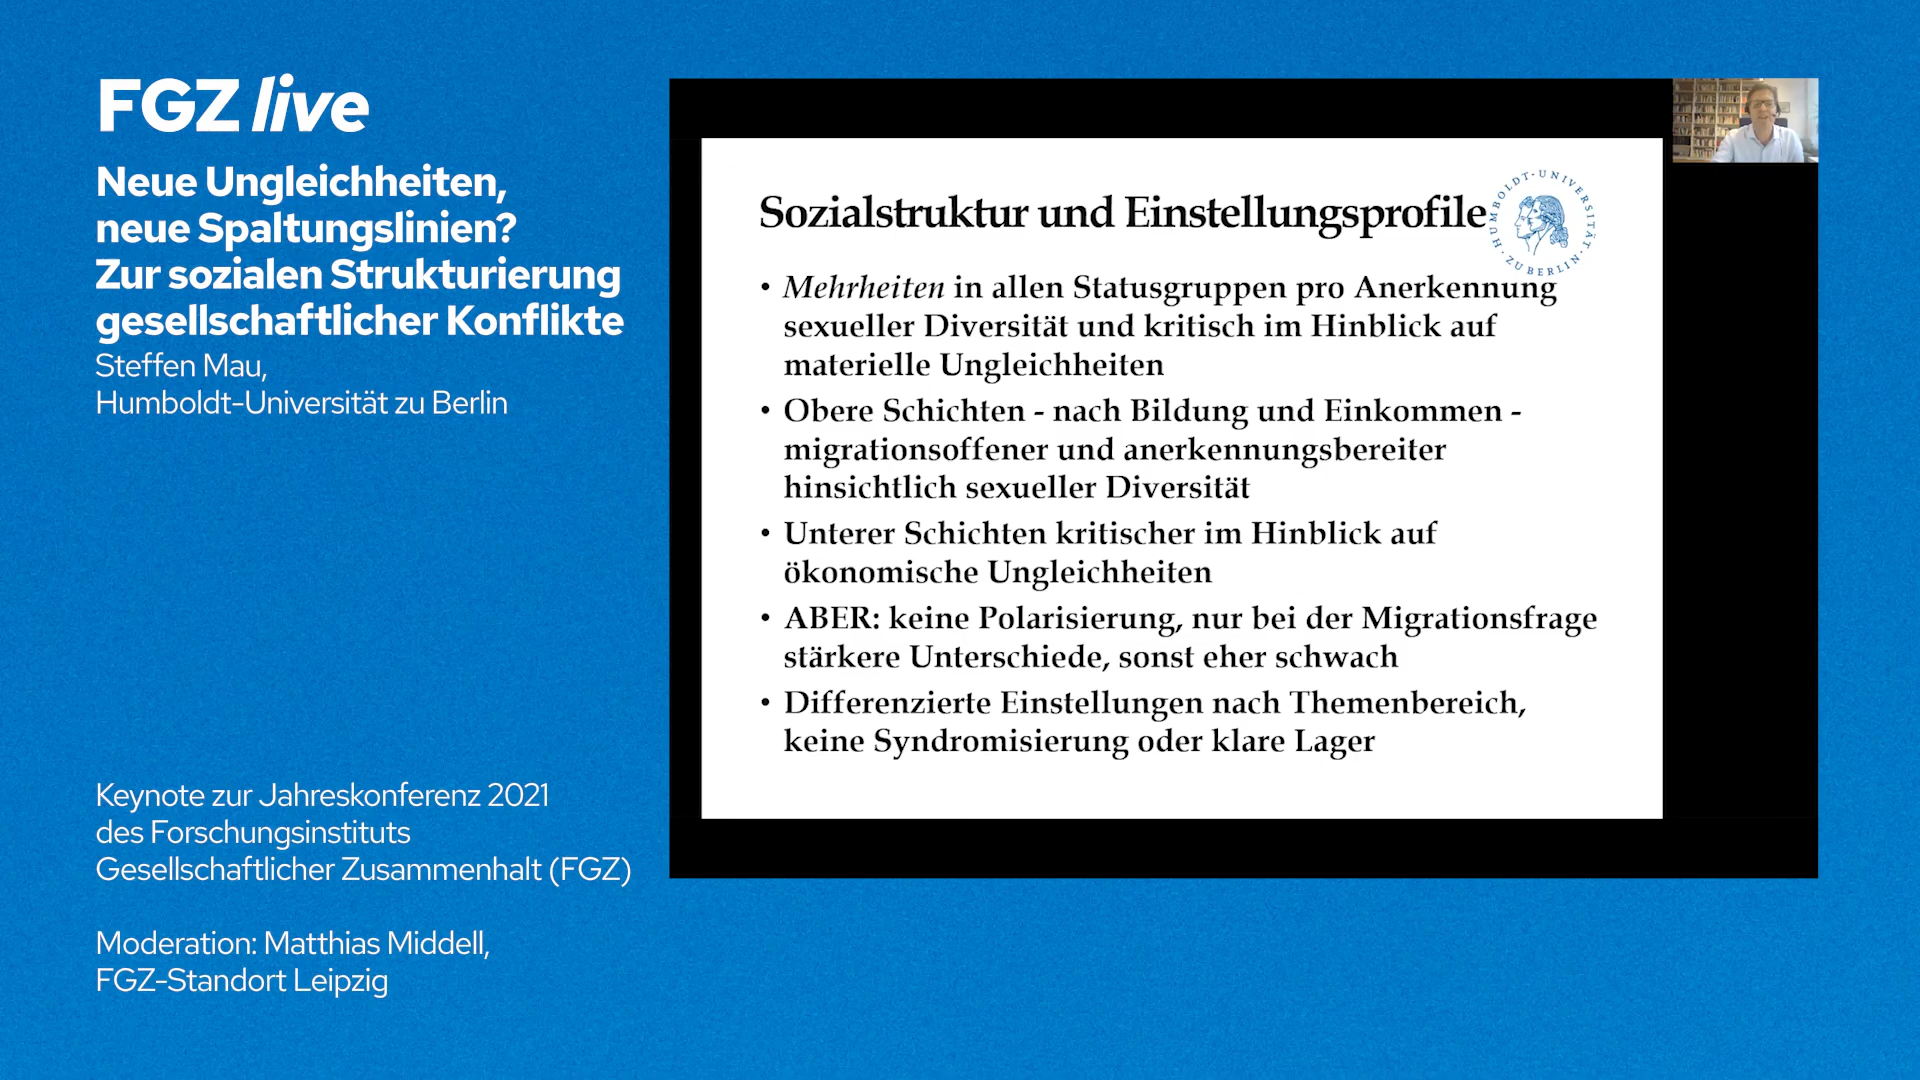 FGZ live
Neue Ungleichheiten,
neue Spaltungslinien?
Zur sozialen Strukturierung
gesellschaftlicher Konflikte
Steffen Mau,
Humboldt-Universität zu Berlin
Keynote zur Jahreskonferenz 2021
des Forschungsinstituts
Gesellschaftlicher Zusammenhalt (FGZ)
Moderation: Matthias Middell,
FGZ-Standort Leipzig
Sozialstruktur und Einstellungsprofile
HUMBOLDT-UNIVERSITÄT · ZU BERLIN ·
• Mehrheiten in allen Statusgruppen pro Anerkennung
sexueller Diversität und kritisch im Hinblick auf
materielle Ungleichheiten
• Obere Schichten - nach Bildung und Einkommen -
migrationsoffener und anerkennungsbereiter
hinsichtlich sexueller Diversität
• Unterer Schichten kritischer im Hinblick auf
ökonomische Ungleichheiten
• ABER: keine Polarisierung, nur bei der Migrationsfrage
stärkere Unterschiede, sonst eher schwach
• Differenzierte Einstellungen nach Themenbereich,
keine Syndromisierung oder klare Lager